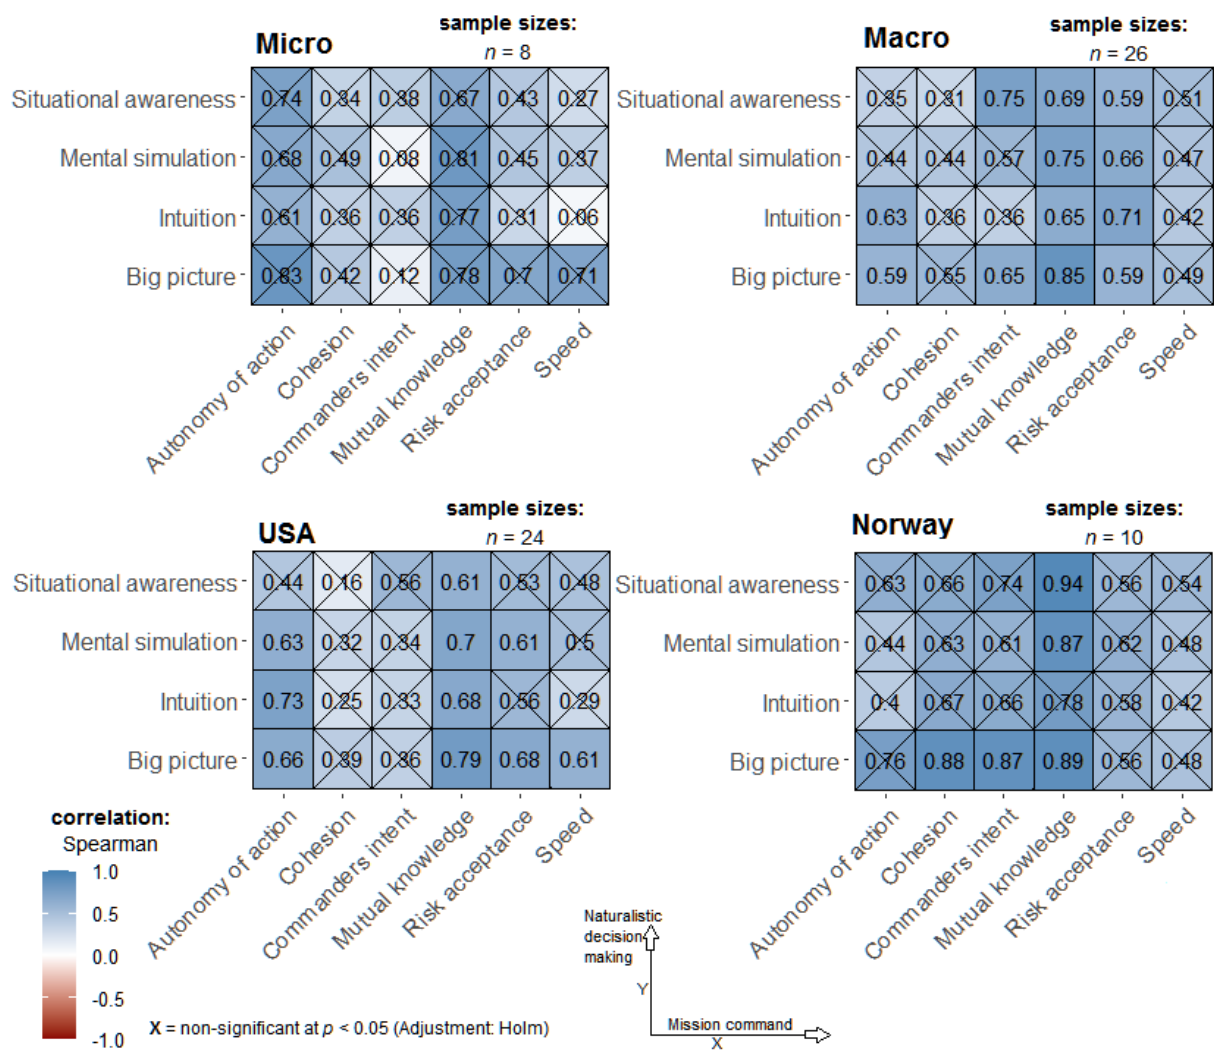 Micro
sample sizes:
n = 8
Situational awareness 0.74 0.34 0.38 0.67 0.43 0.27
Mental simulation 0.68 0.49 0.08 0.81 0.45 0.37
Intuition 0.61 0.36 0.36 0.77 0.31 0.06
Big picture 0.83 0.42 0.12 0.78 0.7 0.71
Autonomy of action
Cohesion
Commanders intent
Mutual knowledge
Risk acceptance
Speed
Macro
sample sizes:
n = 26
Situational awareness 0.35 0.31 0.75 0.69 0.59 0.51
Mental simulation 0.44 0.44 0.57 0.75 0.66 0.47
Intuition 0.63 0.36 0.36 0.65 0.71 0.42
Big picture 0.59 0.55 0.65 0.85 0.59 0.49
Autonomy of action
Cohesion
Commanders intent
Mutual knowledge
Risk acceptance
Speed
USA
sample sizes:
n = 24
Situational awareness 0.44 0.16 0.56 0.61 0.53 0.48
Mental simulation 0.63 0.32 0.34 0.7 0.61 0.5
Intuition 0.73 0.25 0.33 0.68 0.56 0.29
Big picture 0.66 0.39 0.36 0.79 0.68 0.61
Autonomy of action
Cohesion
Commanders intent
Mutual knowledge
Risk acceptance
Speed
Norway
sample sizes:
n = 10
Situational awareness 0.63 0.66 0.74 0.94 0.56 0.54
Mental simulation 0.44 0.63 0.61 0.87 0.62 0.48
Intuition 0.4 0.67 0.66 0.78 0.58 0.42
Big picture 0.76 0.88 0.87 0.89 0.56 0.48
Autonomy of action
Cohesion
Commanders intent
Mutual knowledge
Risk acceptance
Speed
correlation:
Spearman
1.0
0.5
0.0
-0.5
-1.0
X = non-significant at p < 0.05 (Adjustment: Holm)
Naturalistic
decision
making
Y
Mission command
X